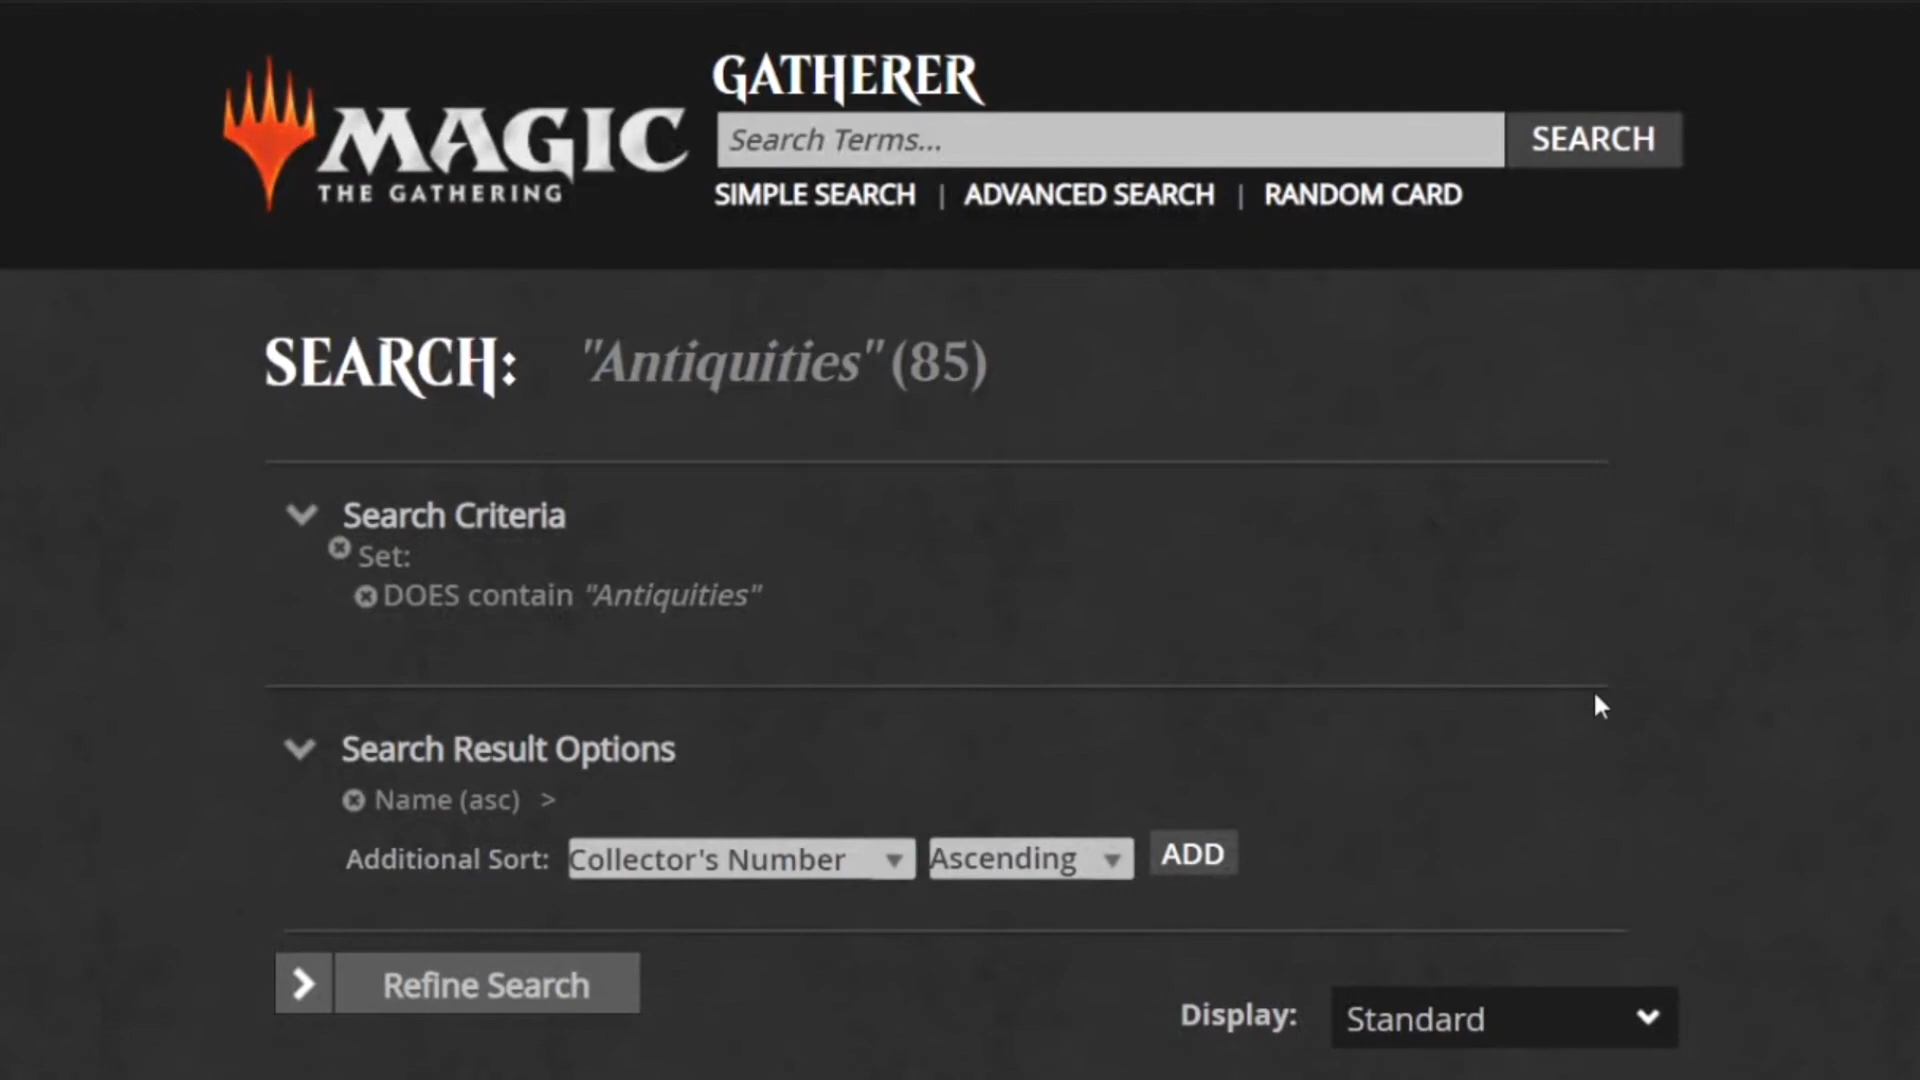 GATHERER
MAGIC
THE GATHERING
Search Terms...
SEARCH
SIMPLE SEARCH | ADVANCED SEARCH | RANDOM CARD
SEARCH: "Antiquities" (85)
Search Criteria
Set:
DOES contain "Antiquities"
Search Result Options
Name (asc) >
Additional Sort: Collector's Number Ascending ADD
Refine Search
Display: Standard